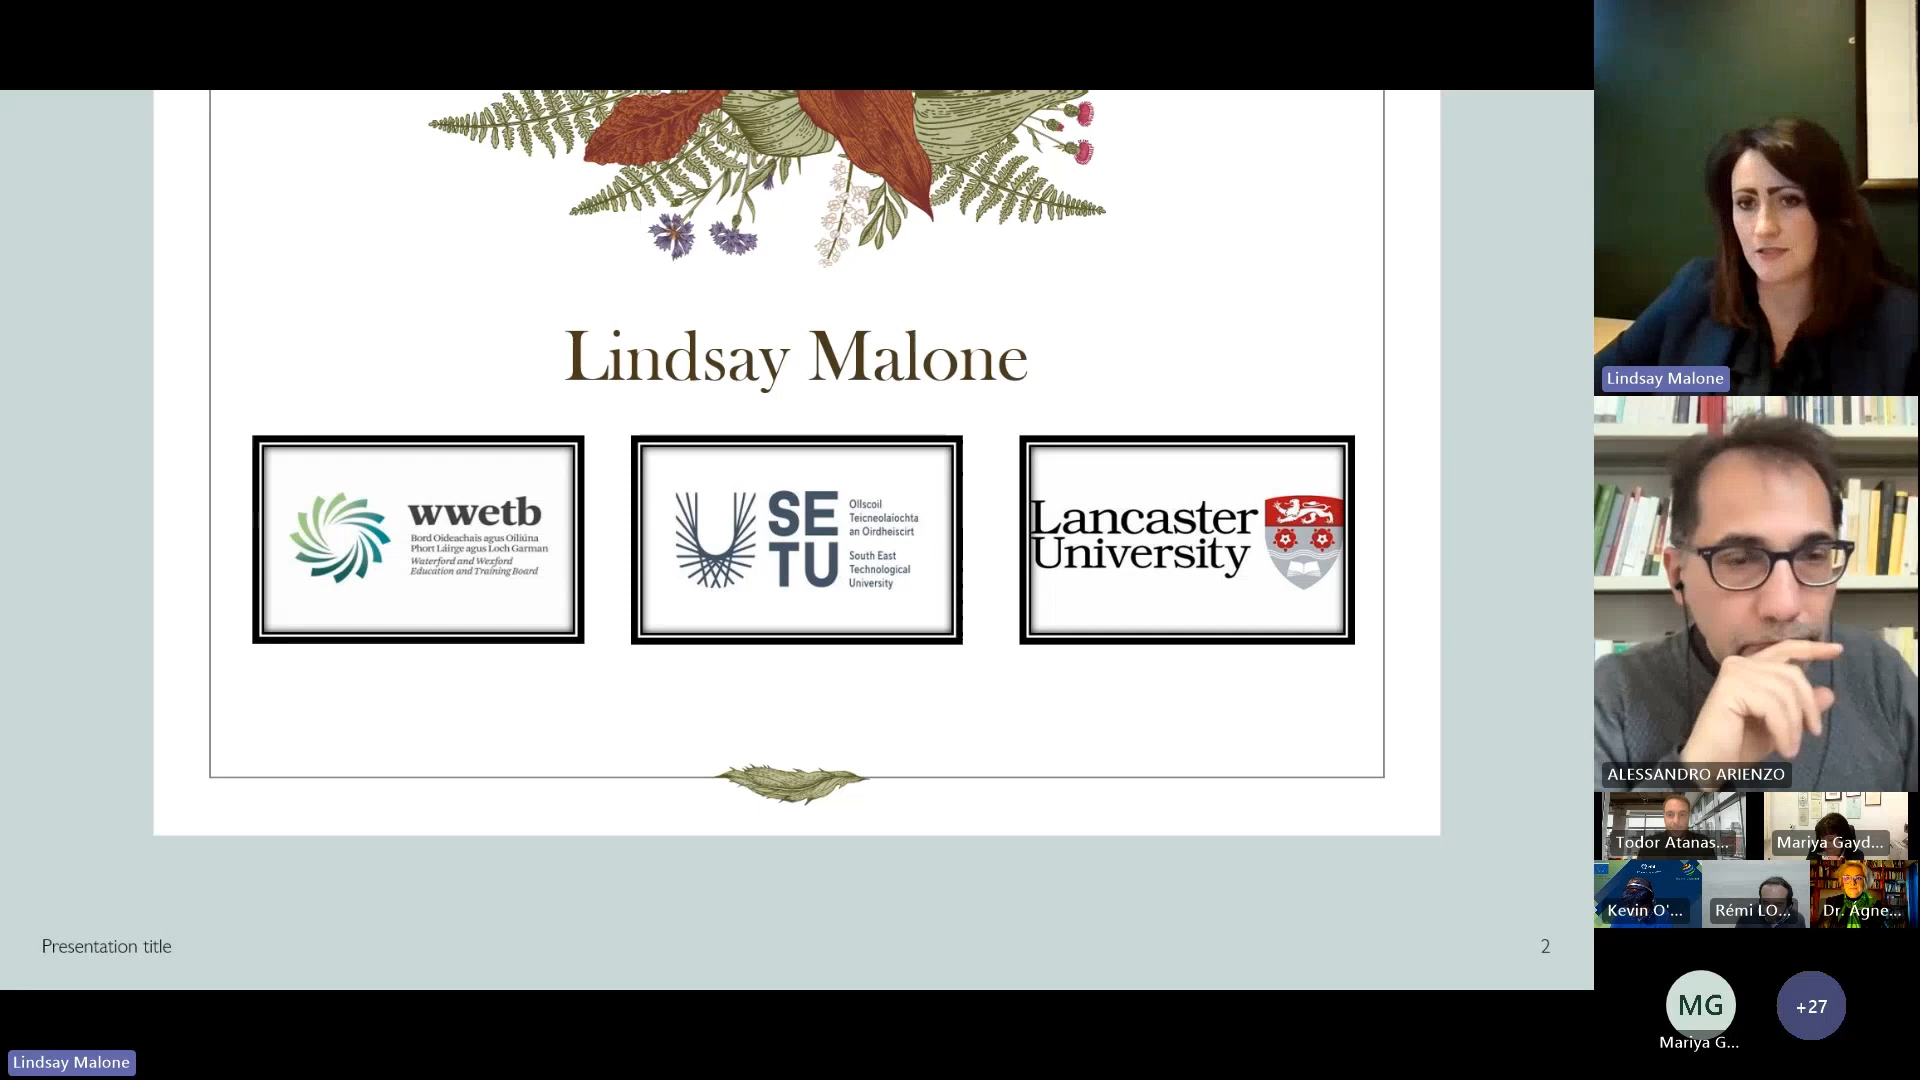 Lindsay Malone
wwetb
Bord Oideachais agus Oiliúna
Phort Láirge agus Loch Garman
Waterford and Wexford
Education and Training Board
SE
TU
Ollscoil
Teicneolaíochta
an Oirdheiscirt
South East
Technological
University
Lancaster
University
Presentation title
2
Lindsay Malone
Lindsay Malone
ALESSANDRO ARIENZO
Todor Atanas...
Mariya Gayd...
Kevin O'...
Rémi LO...
Dr. Ágne...
MG
+27
Mariya G...